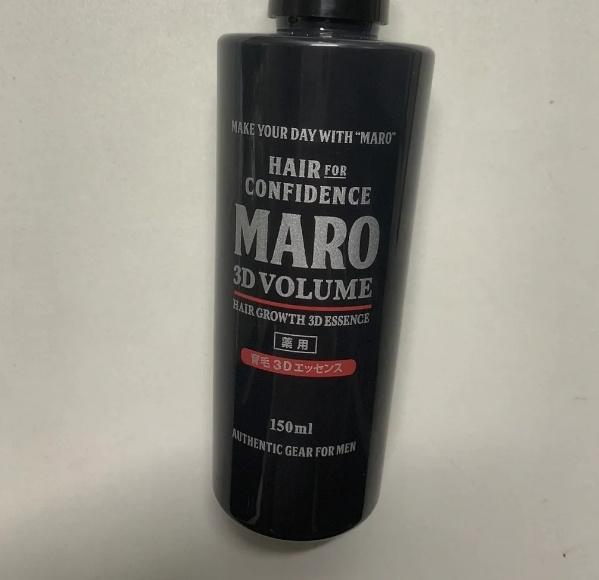 MAKE YOUR DAY WITH "MARO"
HAIR FOR
CONFIDENCE
MARO
3D VOLUME
HAIR GROWTH 3D ESSENCE
薬用
育毛 3Dエッセンス
150ml
AUTHENTIC GEAR FOR MEN